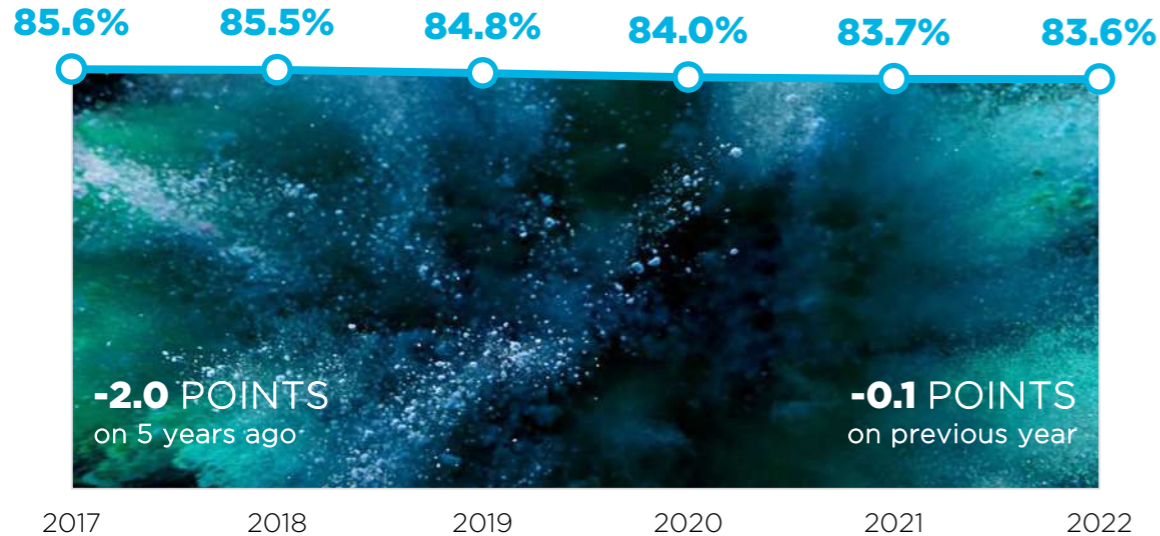 85.6% 85.5% 84.8% 84.0% 83.7% 83.6%
-2.0 POINTS
on 5 years ago
-0.1 POINTS
on previous year
2017 2018 2019 2020 2021 2022